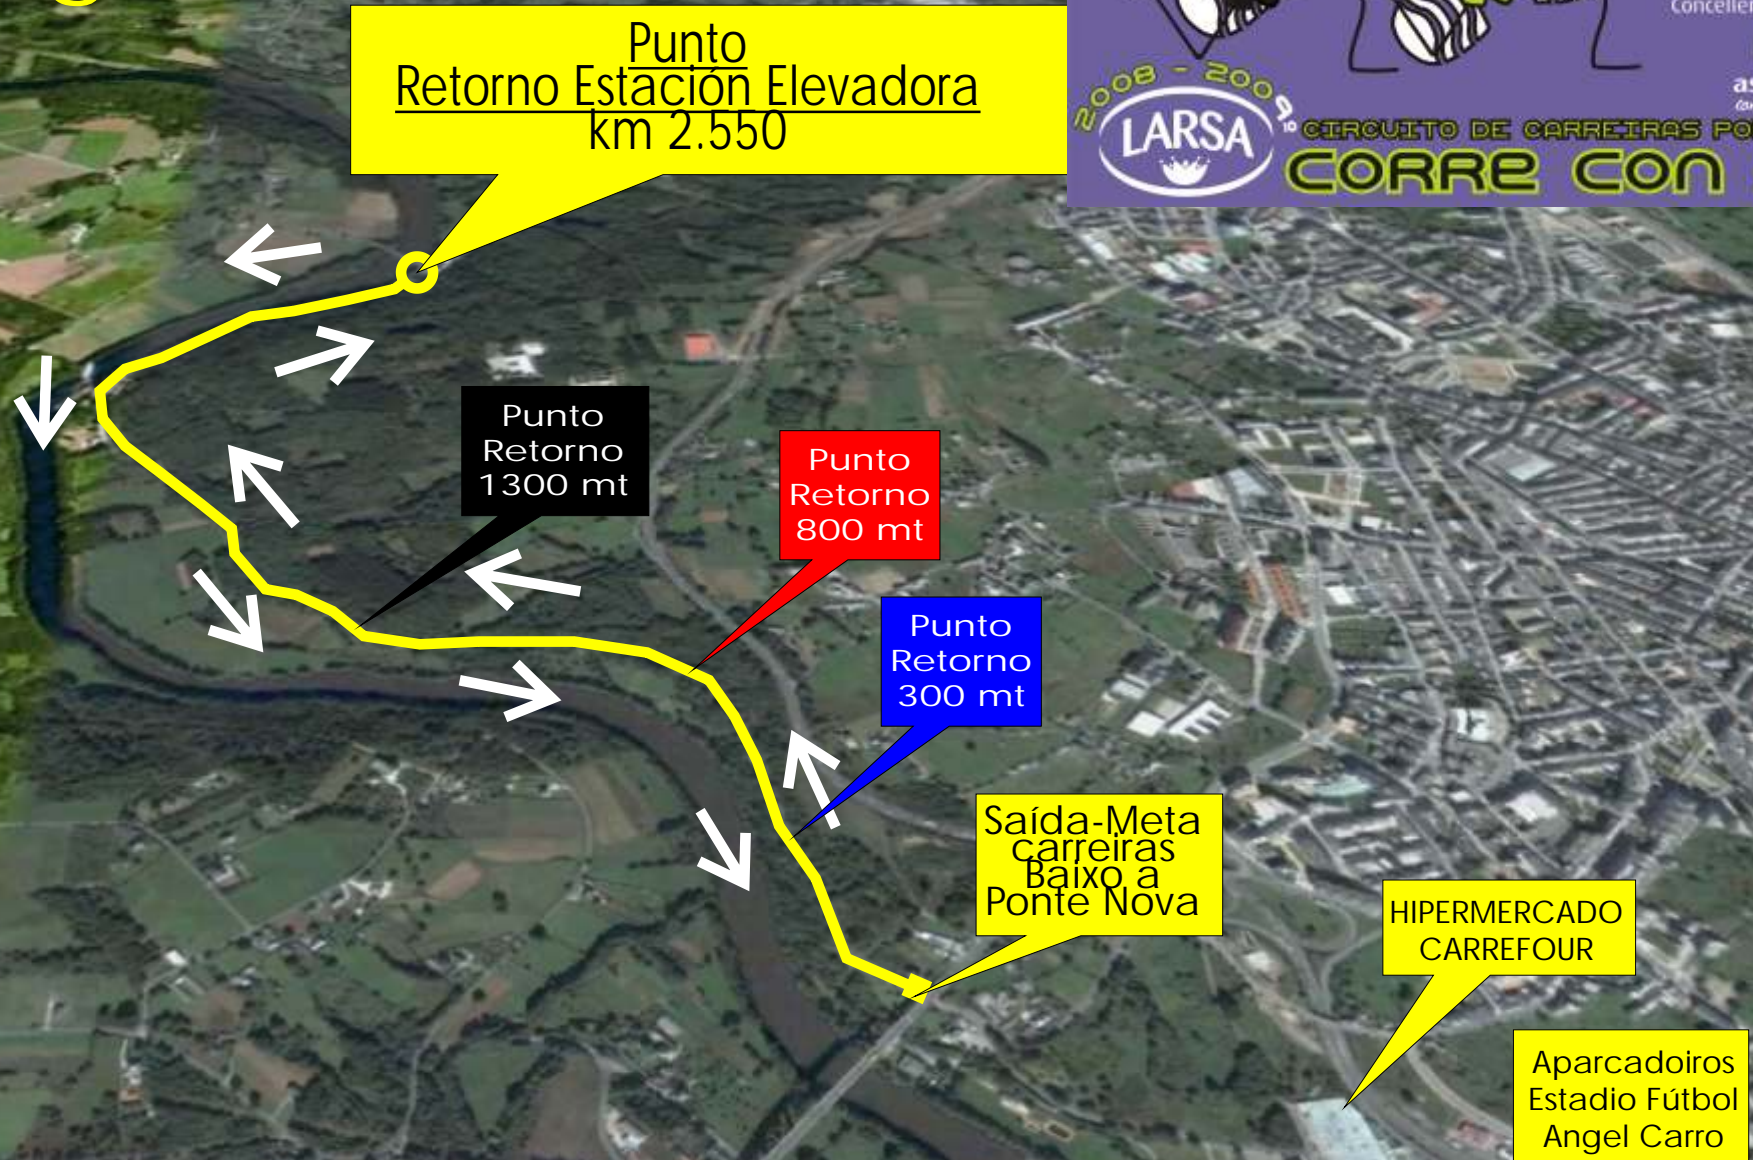 Punto
Retorno Estación Elevadora
km 2.550
2008 - 2009
LARSA
CIRCUITO DE CARREIRAS
CORRE CON
Punto
Retorno
1300 mt
Punto
Retorno
800 mt
Punto
Retorno
300 mt
Saída-Meta
carreiras
Baixo a
Ponte Nova
HIPERMERCADO
CARREFOUR
Aparcadoiros
Estadio Fútbol
Angel Carro